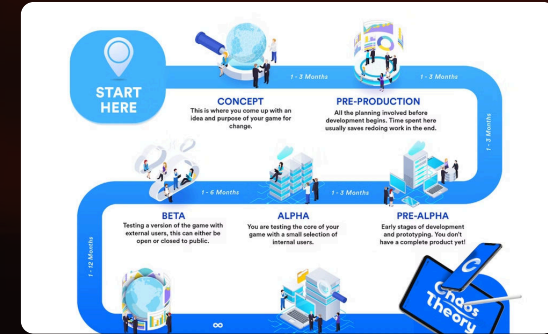 START
HERE
1 - 3 Months
1 - 3 Months
CONCEPT
This is where you come up with an
idea and purpose of your game for
change.
PRE-PRODUCTION
All the planning involved before
development begins. Time spent here
usually saves redoing work in the end.
1 - 3 Months
1 - 6 Months
1 - 3 Months
BETA
Testing a version of the game with
external users, this can either be
open or closed to public.
ALPHA
You are testing the core of your
game with a small selection of
internal users.
PRE-ALPHA
Early stages of development
and prototyping. You don't
have a complete product yet!
1 - 12 Months
∞
Chaos
Theory